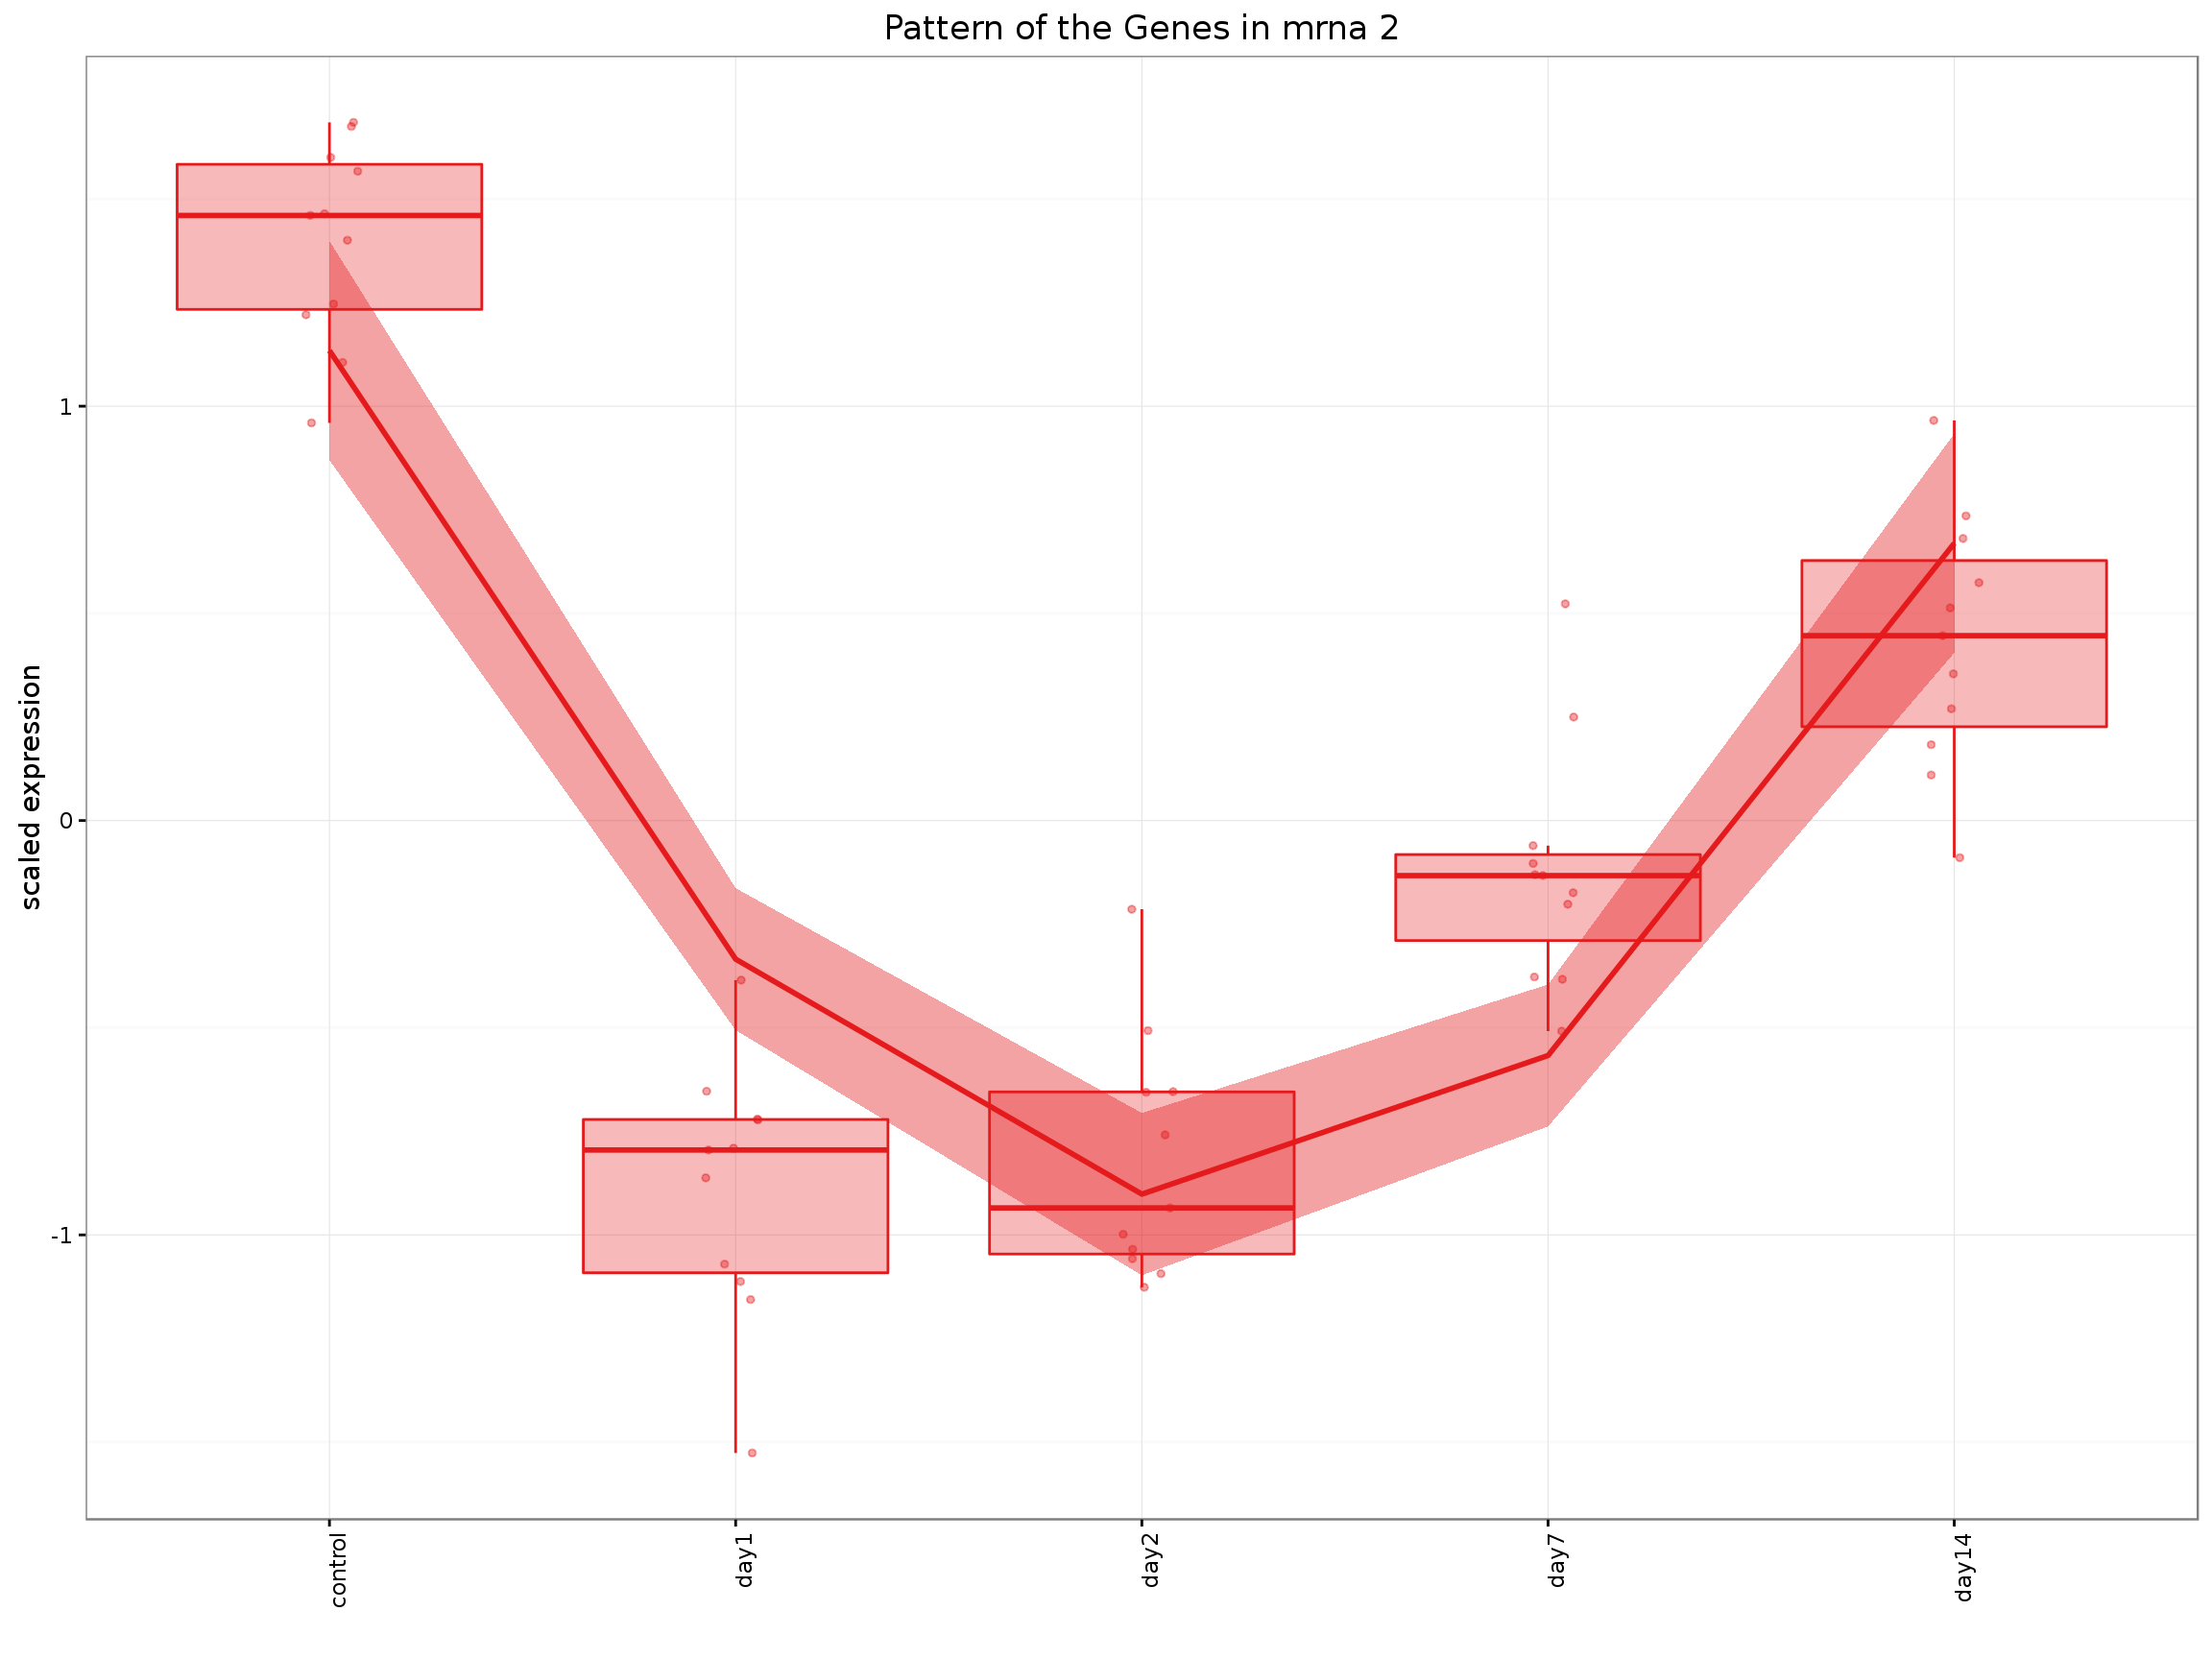 Pattern of the Genes in mrna 2
scaled expression
1
0
-1
control
day1
day2
day7
day14